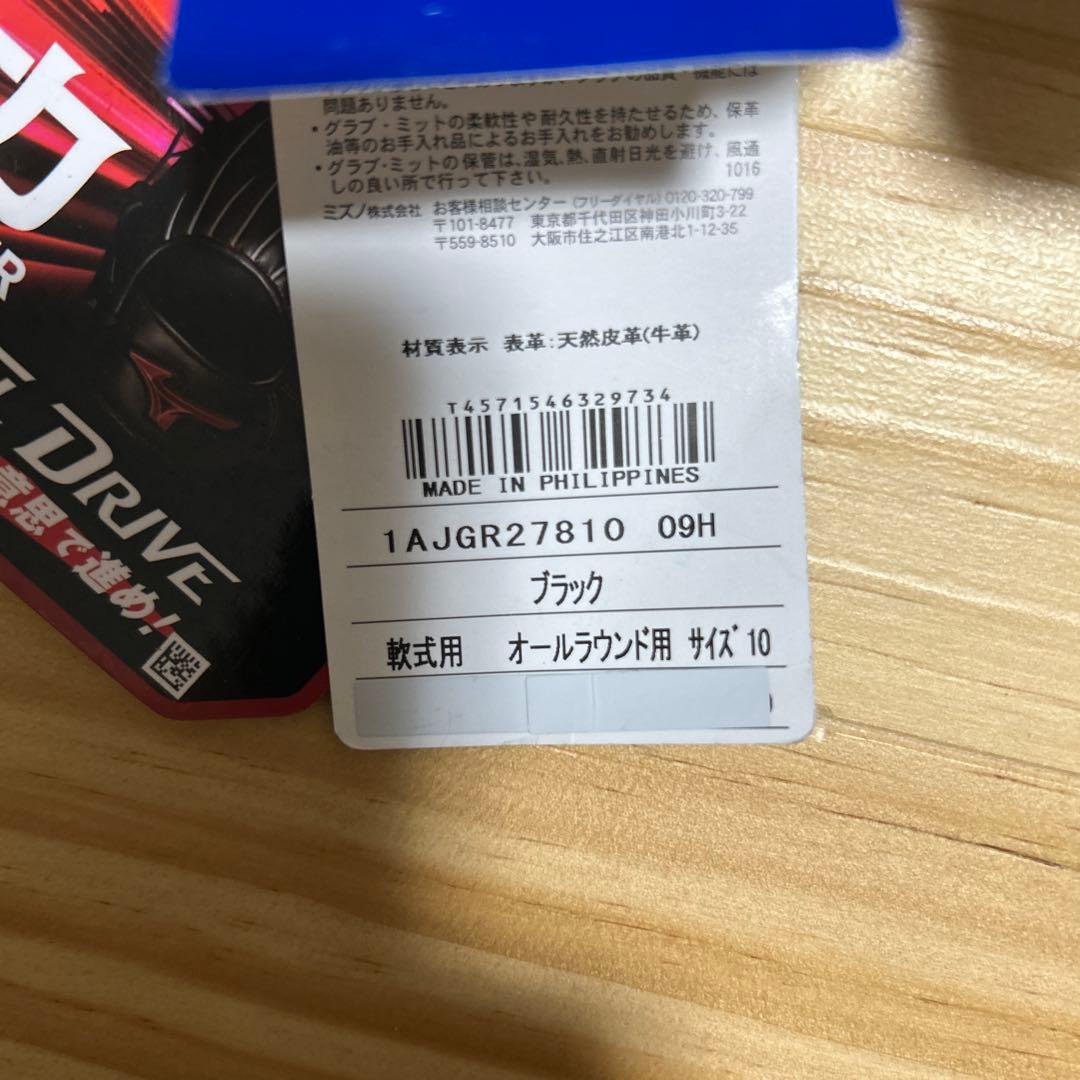 力
DRIVE
意思で進め!
問題ありません。
・グラブ・ミットの柔軟性や耐久性を持たせるため、保革
油等のお手入れ品によるお手入れをお勧めします。
・グラブ・ミットの保管は、湿気、熱、直射日光を避け、風通
しの良い所で行って下さい。 1016
ミズノ株式会社 お客様相談センター (フリーダイヤル) 0120-320-799
〒101-8477 東京都千代田区神田小川町3-22
〒559-8510 大阪市住之江区南港北1-12-35
材質表示 表革:天然皮革(牛革)
T4571546329734
MADE IN PHILIPPINES
1AJGR27810 09H
ブラック
軟式用 オールラウンド用 サイズ10